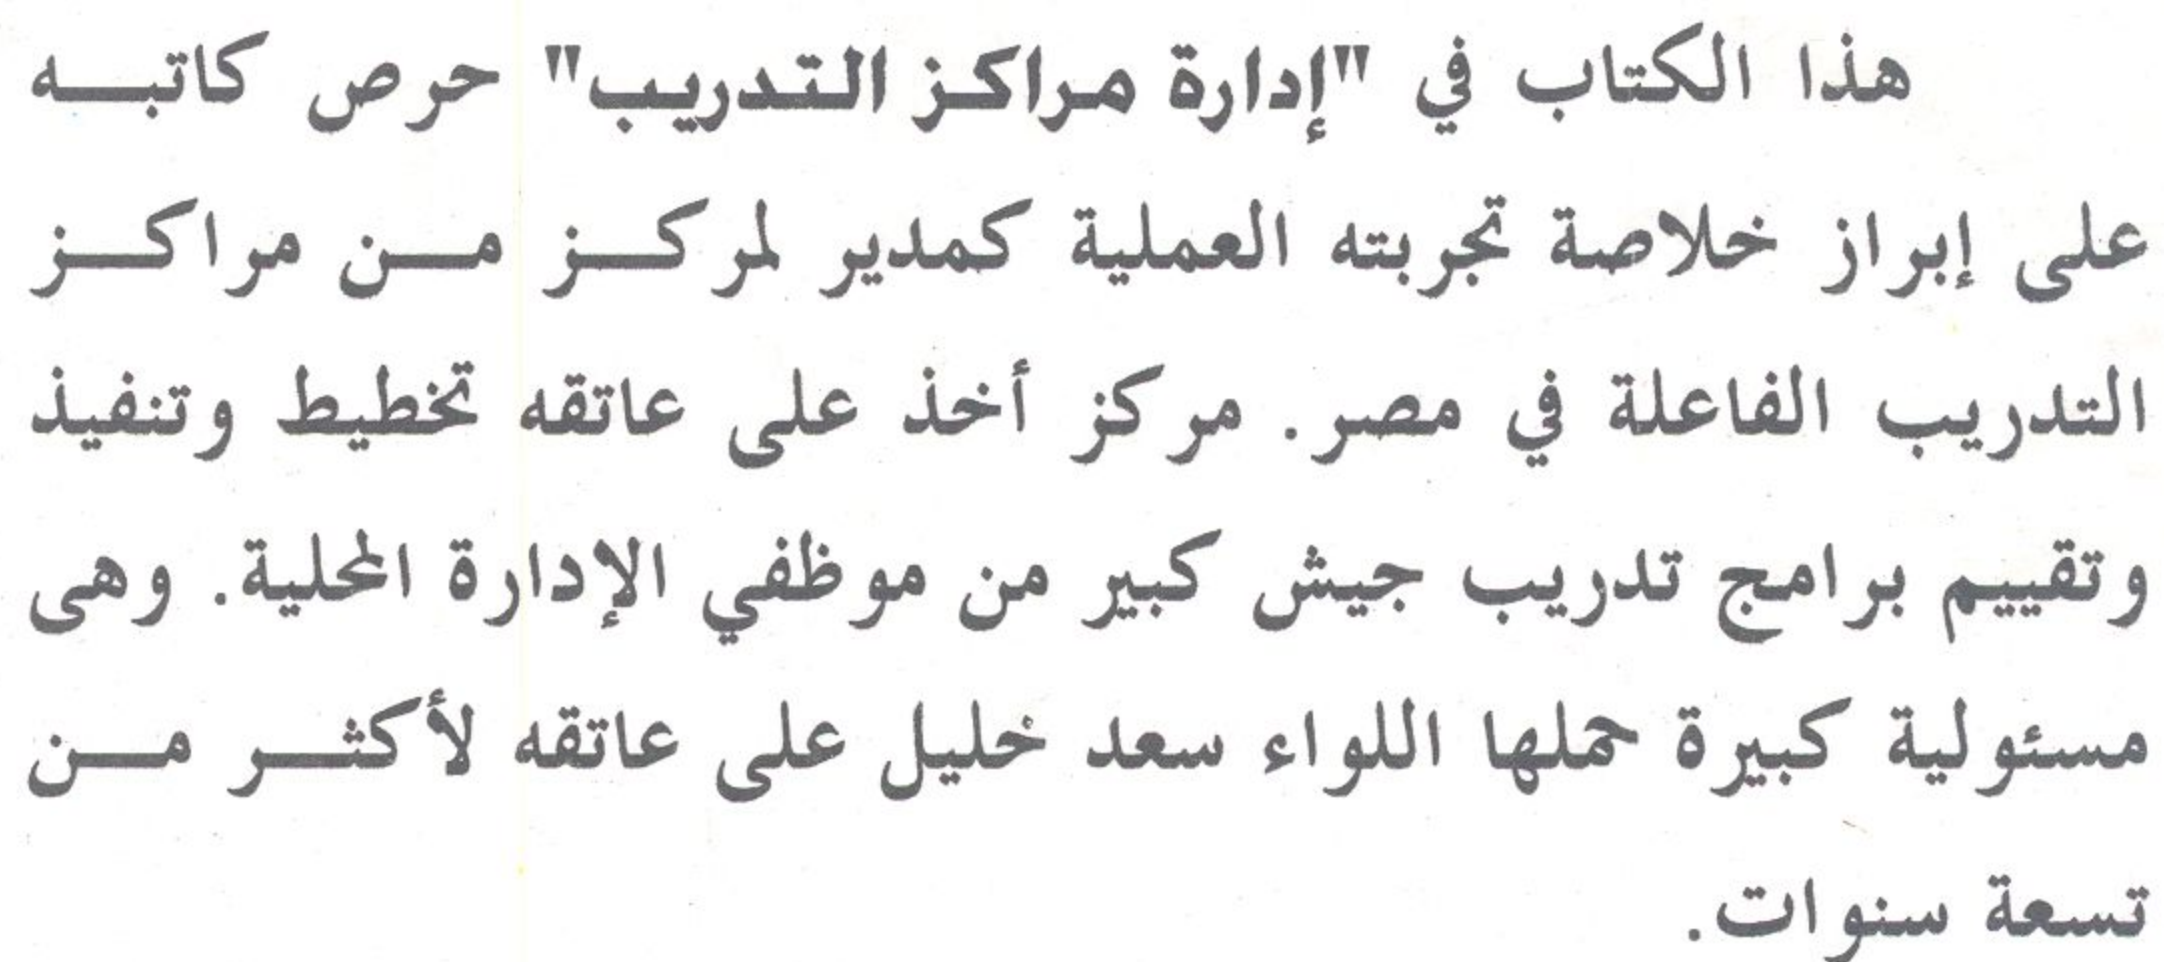 هذا الكتاب في "إدارة مراكز التدريب" حرص كاتبه
على إبراز خلاصة تجربته العملية كمدير لمركز من مراكز
التدريب الفاعلة في مصر. مركز أخذ على عاتقه تخطيط وتنفيذ
وتقييم برامج تدريب جيش كبير من موظفي الإدارة المحلية. وهى
مسئولية كبيرة حملها اللواء سعد خليل على عاتقه لأكثر من
تسعة سنوات.